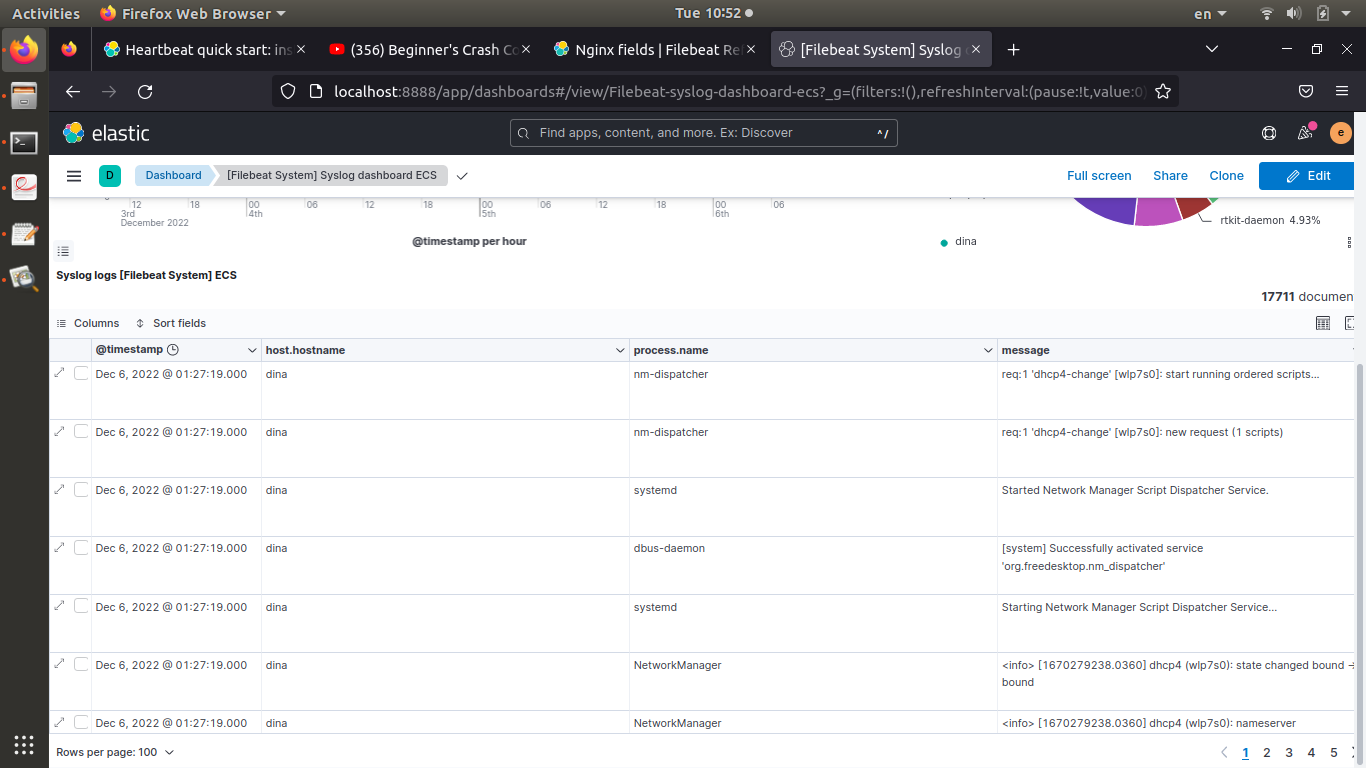 Activities Firefox Web Browser Tue 10:52 en
Heartbeat quick start: ins (356) Beginner's Crash Co Nginx fields | Filebeat Re [Filebeat System] Syslog
localhost:8888/app/dashboards#/view/Filebeat-syslog-dashboard-ecs?_g=(filters:!(),refreshInterval:(pause:!t,value:0)
elastic Find apps, content, and more. Ex: Discover ^/ e
D Dashboard [Filebeat System] Syslog dashboard ECS Full screen Share Clone Edit
12 18 00 06 12 18 00 06 12 18 00 06
3rd 4th 5th 6th
December 2022
rtkit-daemon 4.93%
@timestamp per hour dina
Syslog logs [Filebeat System] ECS
17711 documen
Columns Sort fields
@timestamp host.hostname process.name message
Dec 6, 2022 @ 01:27:19.000 dina nm-dispatcher req:1 'dhcp4-change' [wlp7s0]: start running ordered scripts...
Dec 6, 2022 @ 01:27:19.000 dina nm-dispatcher req:1 'dhcp4-change' [wlp7s0]: new request (1 scripts)
Dec 6, 2022 @ 01:27:19.000 dina systemd Started Network Manager Script Dispatcher Service.
Dec 6, 2022 @ 01:27:19.000 dina dbus-daemon [system] Successfully activated service
'org.freedesktop.nm_dispatcher'
Dec 6, 2022 @ 01:27:19.000 dina systemd Starting Network Manager Script Dispatcher Service...
Dec 6, 2022 @ 01:27:19.000 dina NetworkManager <info> [1670279238.0360] dhcp4 (wlp7s0): state changed bound ->
bound
Dec 6, 2022 @ 01:27:19.000 dina NetworkManager <info> [1670279238.0360] dhcp4 (wlp7s0): nameserver
Rows per page: 100 1 2 3 4 5